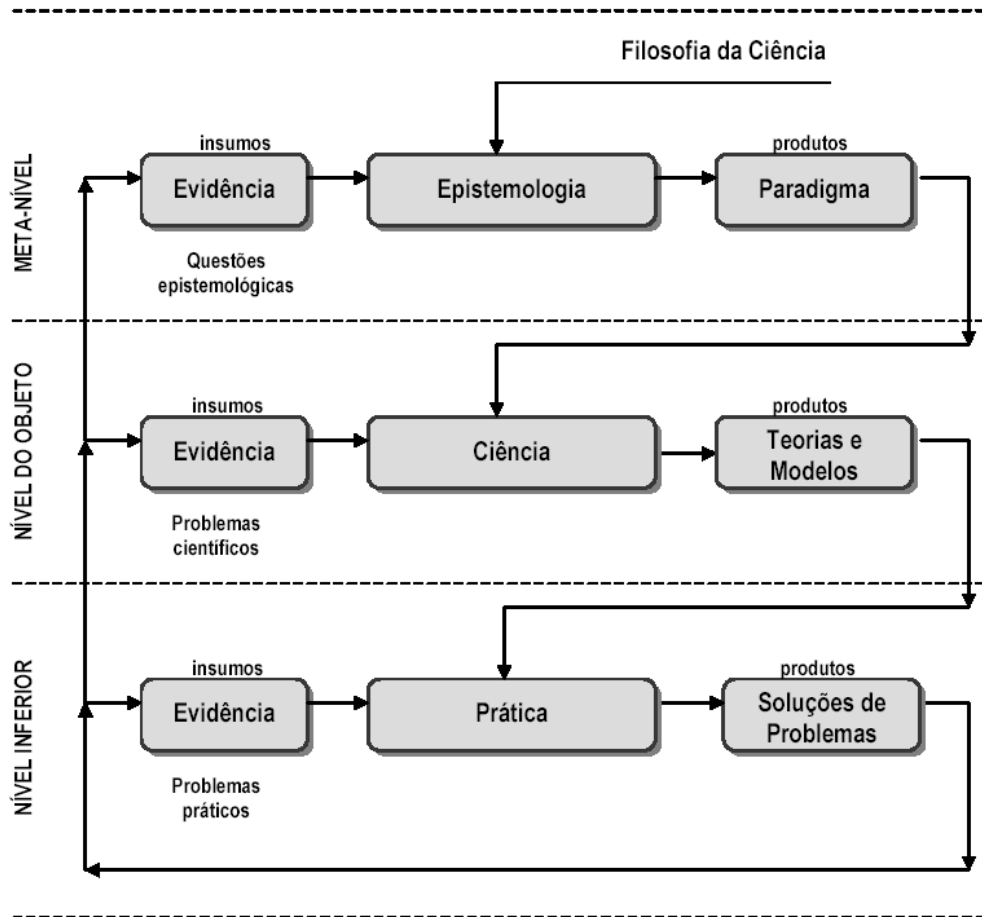 Filosofia da Ciência
META-NÍVEL
insumos
Evidência
Questões
epistemológicas
Epistemologia
produtos
Paradigma
NÍVEL DO OBJETO
insumos
Evidência
Problemas
científicos
Ciência
produtos
Teorias e
Modelos
NÍVEL INFERIOR
insumos
Evidência
Problemas
práticos
Prática
produtos
Soluções de
Problemas